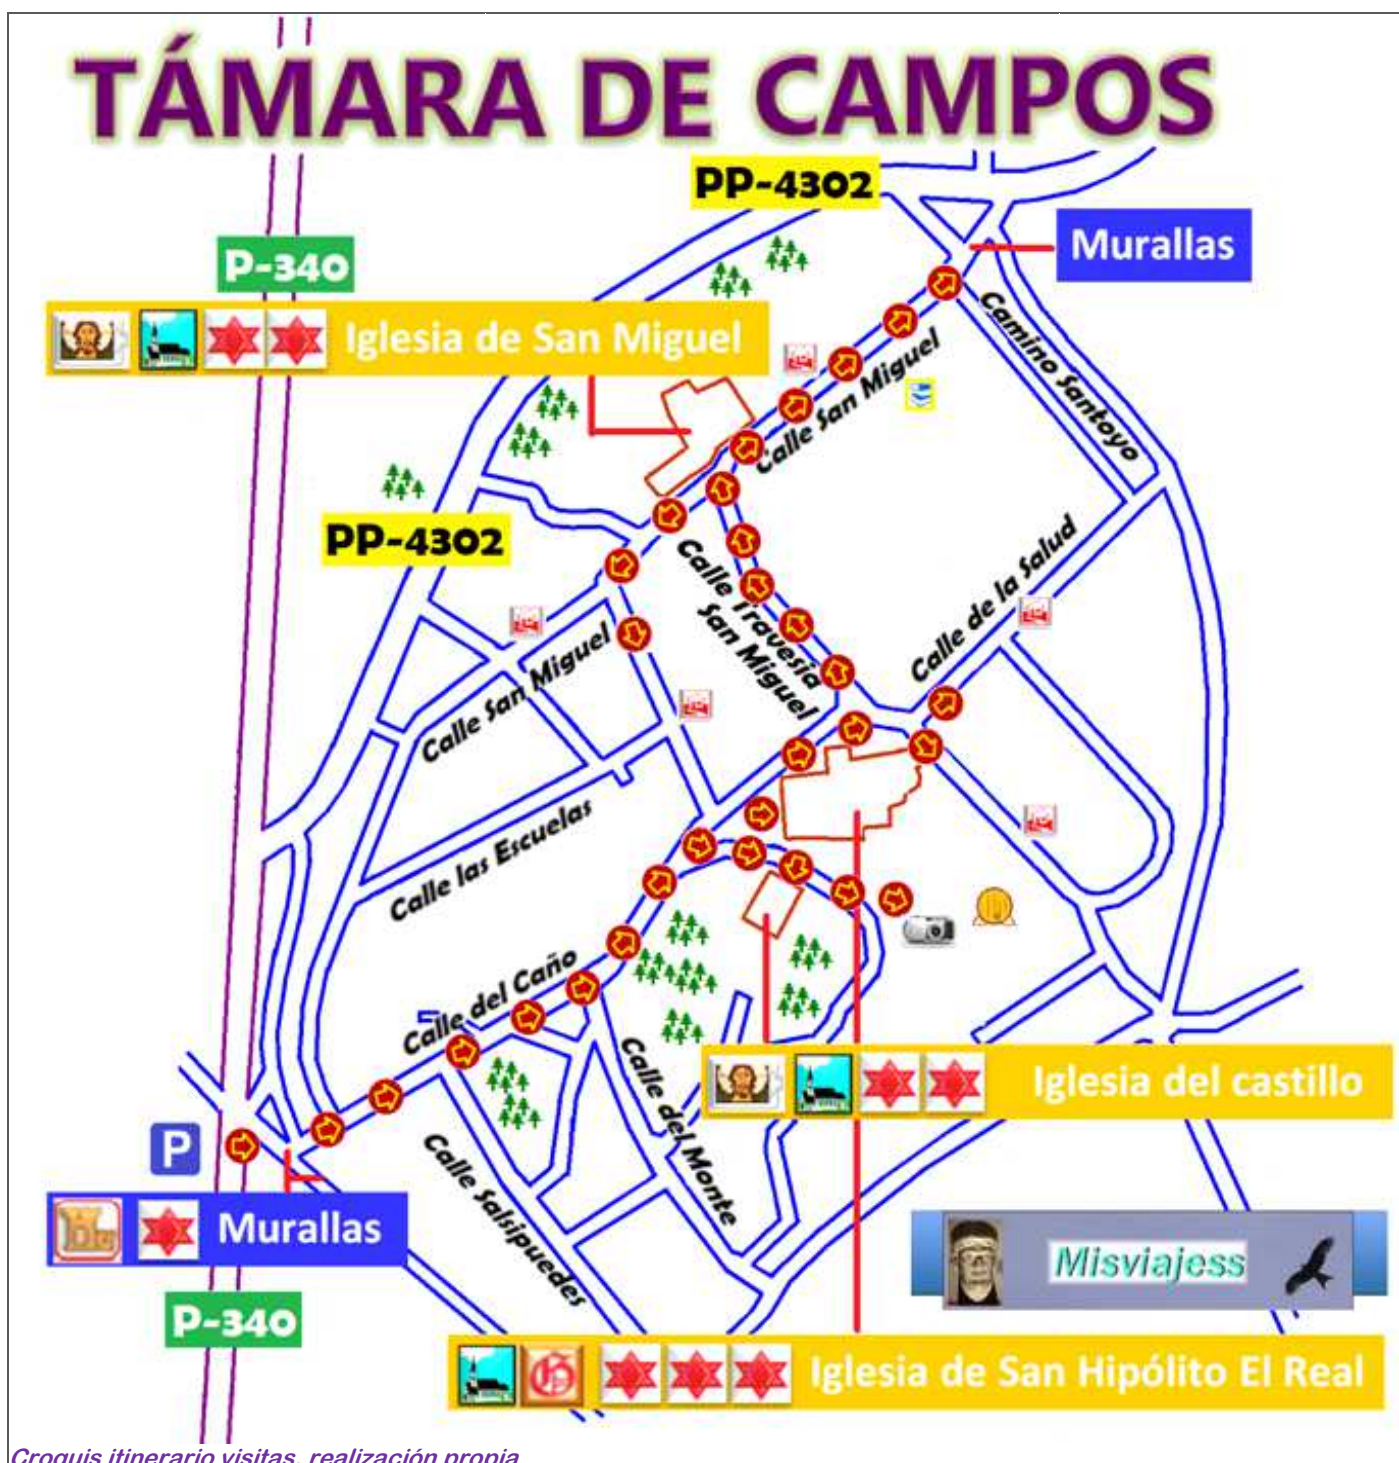 TÁMARA DE CAMPOS
PP-4302
Murallas
P-340
Iglesia de San Miguel
Camino Santoyo
Calle San Miguel
PP-4302
Calle Travesía
San Miguel
Calle de la Salud
Calle San Miguel
Calle las Escuelas
Calle del Caño
Calle del Monte
Iglesia del castillo
P
Calle Salsipuedes
Murallas
Misviajess
P-340
Iglesia de San Hipólito El Real
Croquis itinerario visitas, realización propia